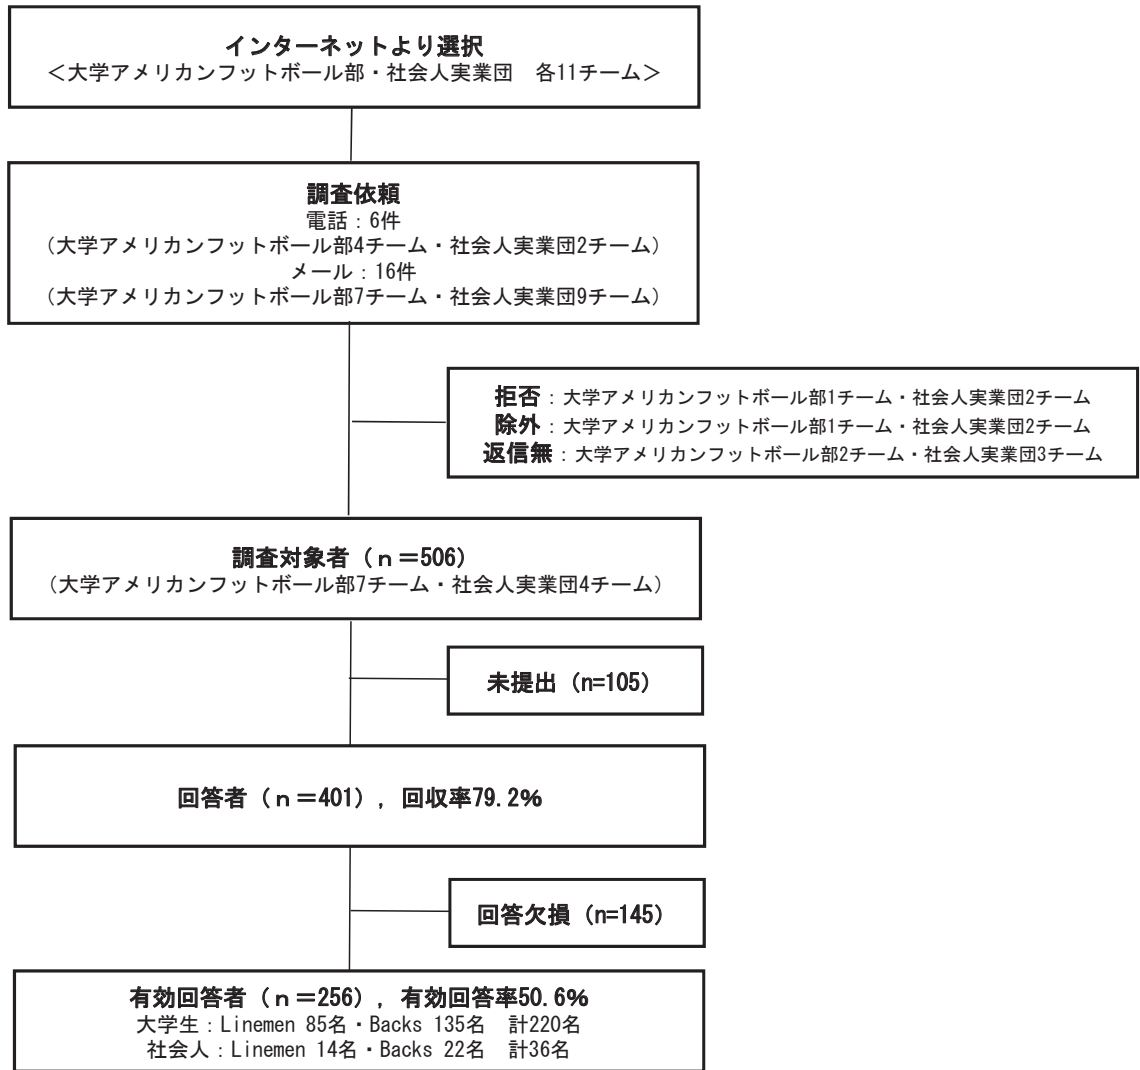 インターネットより選択
＜大学アメリカンフットボール部・社会人実業団　各11チーム＞
調査依頼
電話：6件
（大学アメリカンフットボール部4チーム・社会人実業団2チーム）
メール：16件
（大学アメリカンフットボール部7チーム・社会人実業団9チーム）
拒否：大学アメリカンフットボール部1チーム・社会人実業団2チーム
除外：大学アメリカンフットボール部1チーム・社会人実業団2チーム
返信無：大学アメリカンフットボール部2チーム・社会人実業団3チーム
調査対象者（ｎ＝506）
（大学アメリカンフットボール部7チーム・社会人実業団4チーム）
未提出（n=105）
回答者（ｎ＝401），回収率79.2%
回答欠損（n=145）
有効回答者（ｎ＝256），有効回答率50.6%
大学生：Linemen 85名・Backs 135名　計220名
社会人：Linemen 14名・Backs 22名　計36名